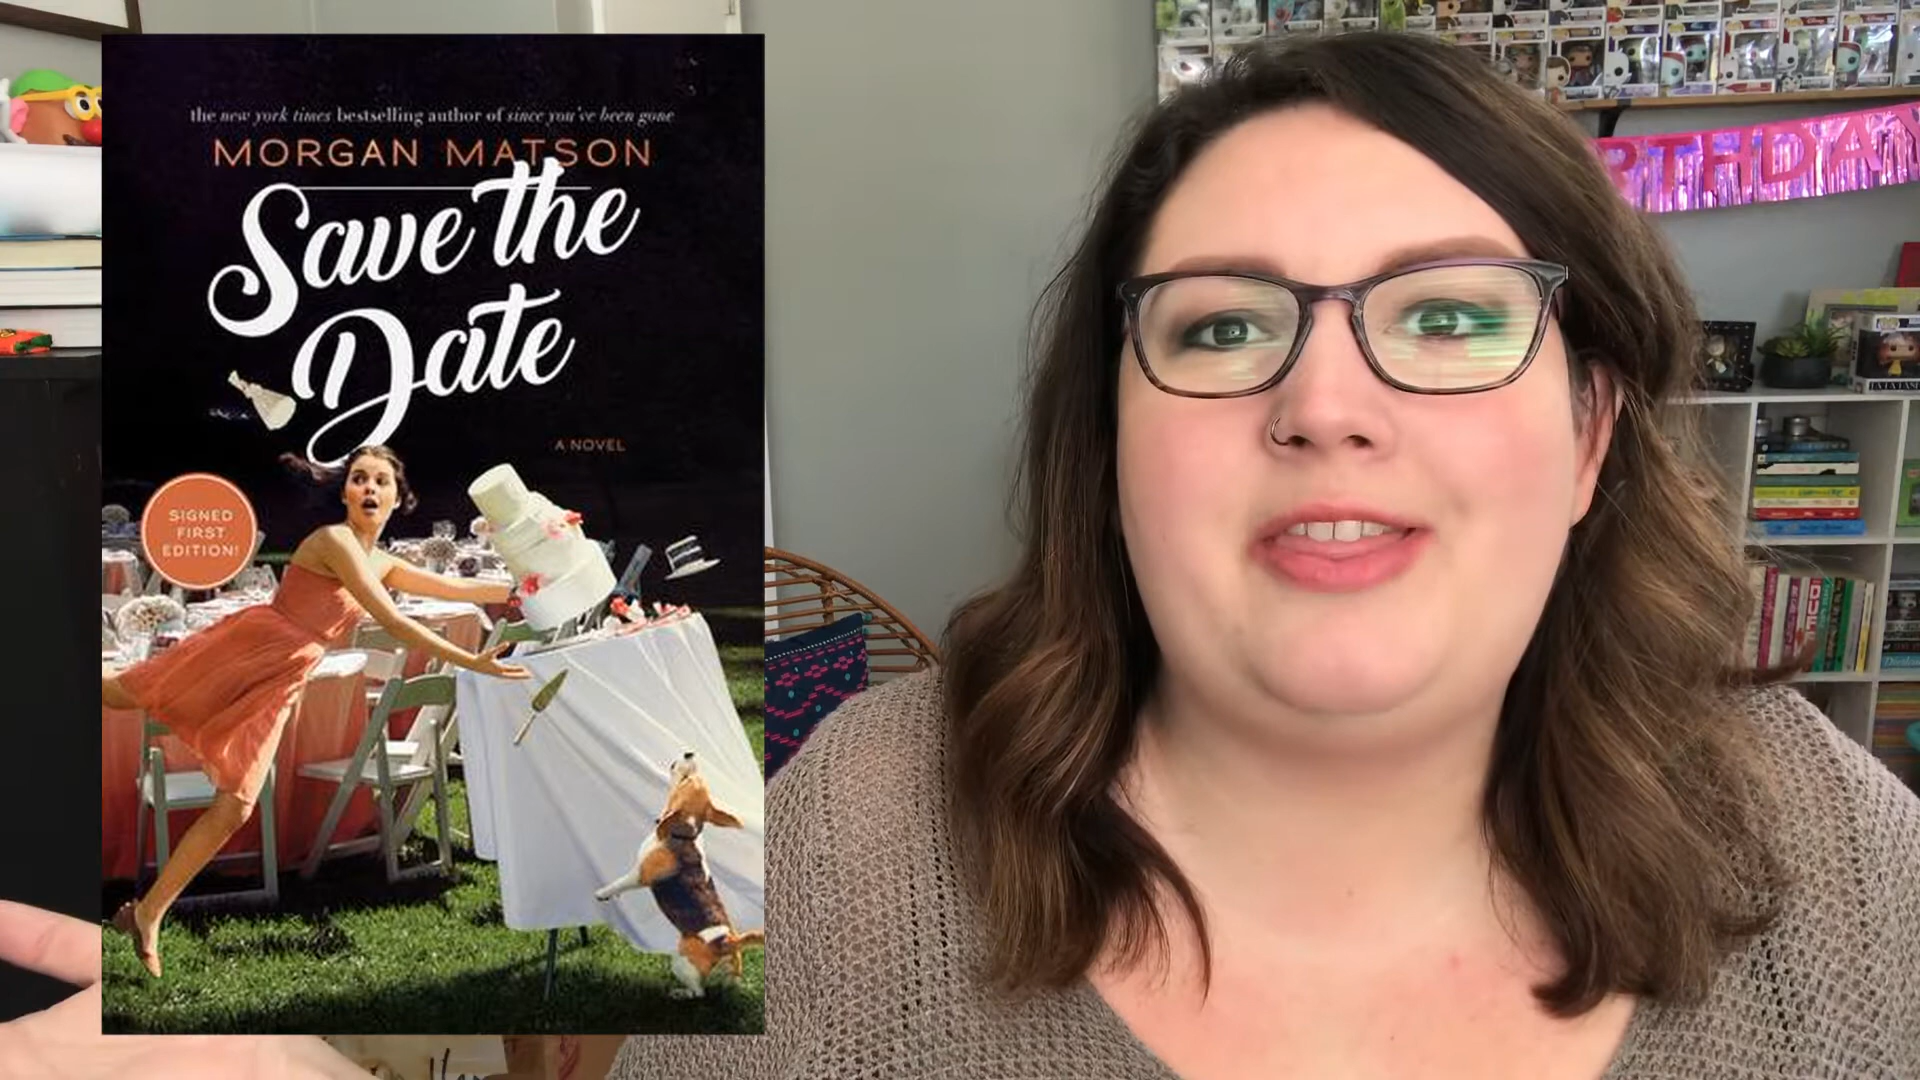 the new york times bestselling author of since you've been gone
MORGAN MATSON
Save the
Date
A NOVEL
SIGNED
FIRST
EDITION!
RTHDAY